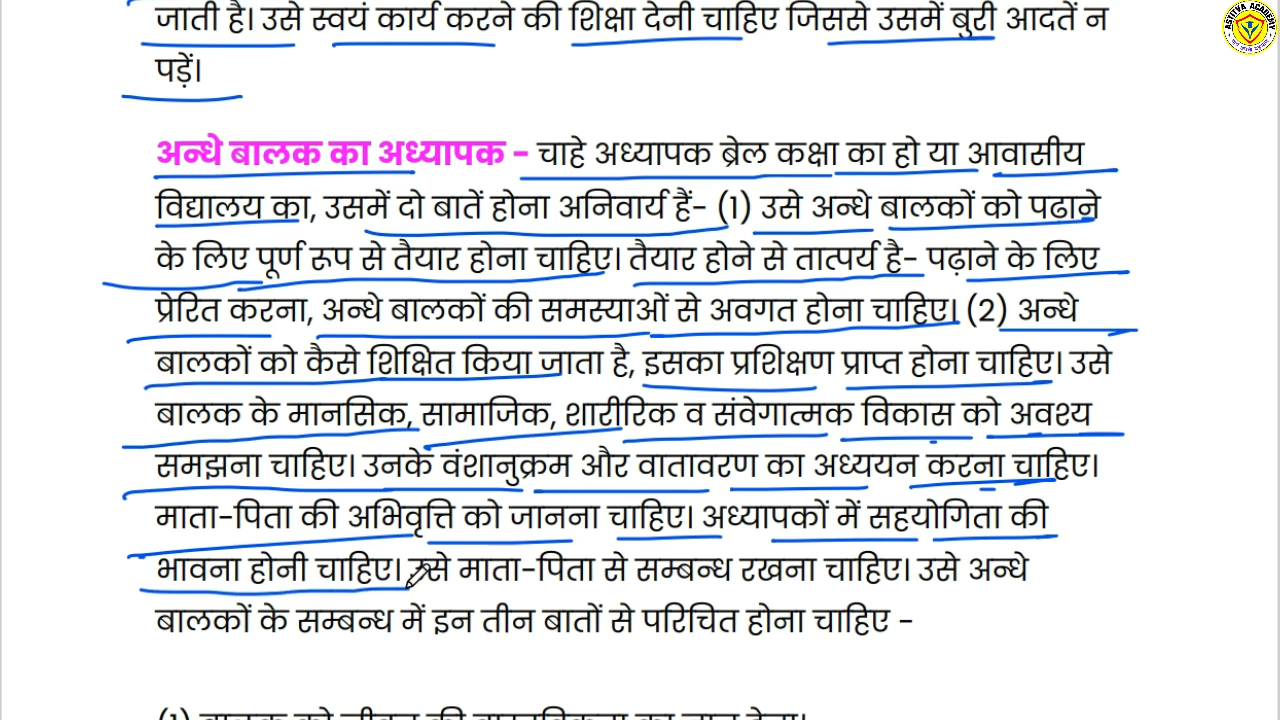 जाती है। उसे स्वयं कार्य करने की शिक्षा देनी चाहिए जिससे उसमें बुरी आदतें न
पड़ें।
अन्धे बालक का अध्यापक - चाहे अध्यापक ब्रेल कक्षा का हो या आवासीय
विद्यालय का, उसमें दो बातें होना अनिवार्य हैं- (1) उसे अन्धे बालकों को पढाने
के लिए पूर्ण रूप से तैयार होना चाहिए। तैयार होने से तात्पर्य है- पढ़ाने के लिए
प्रेरित करना, अन्धे बालकों की समस्याओं से अवगत होना चाहिए। (2) अन्धे
बालकों को कैसे शिक्षित किया जाता है, इसका प्रशिक्षण प्राप्त होना चाहिए। उसे
बालक के मानसिक, सामाजिक, शारीरिक व संवेगात्मक विकास को अवश्य
समझना चाहिए। उनके वंशानुक्रम और वातावरण का अध्ययन करना चाहिए।
माता-पिता की अभिवृत्ति को जानना चाहिए। अध्यापकों में सहयोगिता की
भावना होनी चाहिए। उसे माता-पिता से सम्बन्ध रखना चाहिए। उसे अन्धे
बालकों के सम्बन्ध में इन तीन बातों से परिचित होना चाहिए -
ASTITVA ACADEMY